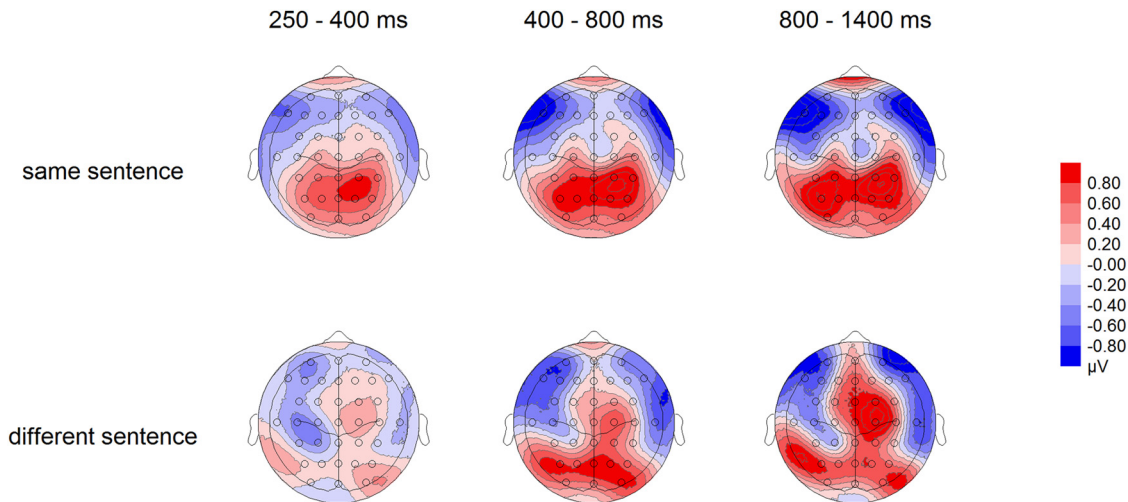 250 - 400 ms
400 - 800 ms
800 - 1400 ms
same sentence
different sentence
0.80
0.60
0.40
0.20
-0.00
-0.20
-0.40
-0.60
-0.80
µV